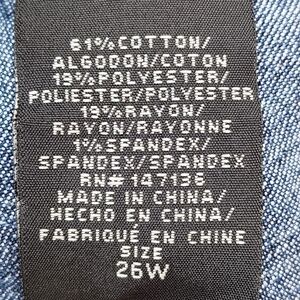 61% COTTON/
ALGODON/COTON
19% POLYESTER/
POLIESTER/POLYESTER
19% RAYON/
RAYON/RAYONNE
1% SPANDEX/
SPANDEX/SPANDEX
RN# 147136
MADE IN CHINA/
HECHO EN CHINA/
FABRIQUÉ EN CHINE
SIZE
26W